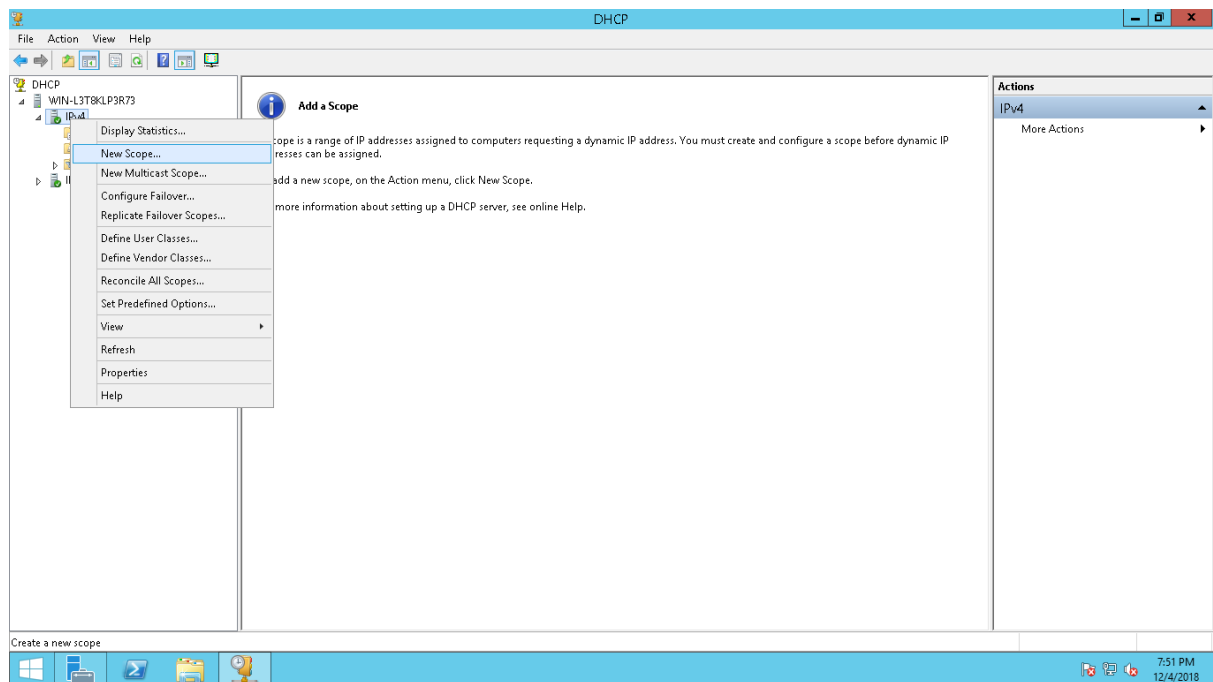 DHCP
File Action View Help
DHCP
WIN-L3T8KLP3R73
IPv4
Display Statistics...
New Scope...
New Multicast Scope...
Configure Failover...
Replicate Failover Scopes...
Define User Classes...
Define Vendor Classes...
Reconcile All Scopes...
Set Predefined Options...
View
Refresh
Properties
Help
Add a Scope
cope is a range of IP addresses assigned to computers requesting a dynamic IP address. You must create and configure a scope before dynamic IP
resses can be assigned.
add a new scope, on the Action menu, click New Scope.
more information about setting up a DHCP server, see online Help.
Actions
IPv4
More Actions
Create a new scope
7:51 PM
12/4/2018